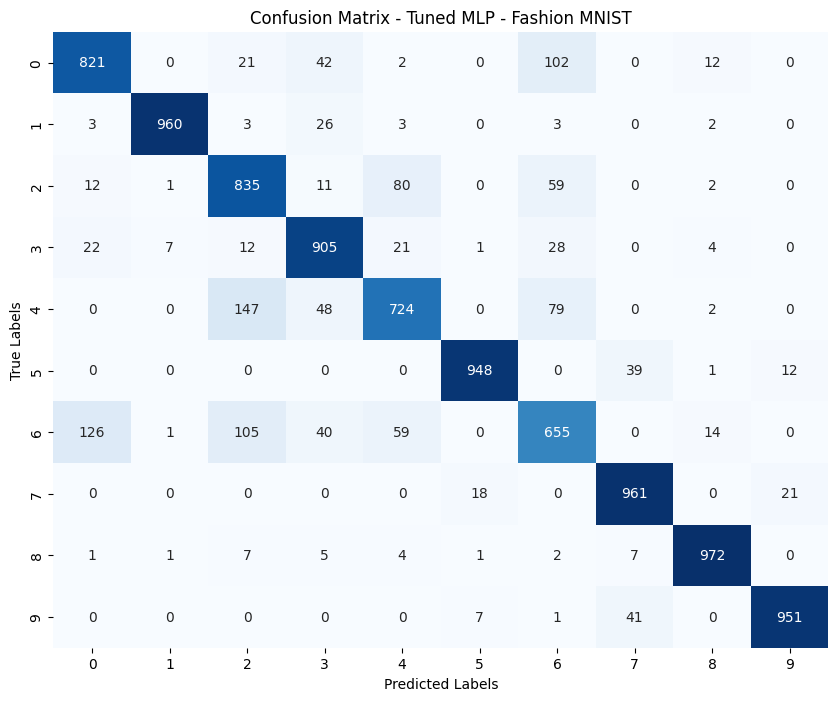 Confusion Matrix - Tuned MLP - Fashion MNIST
True Labels
0 821 0 21 42 2 0 102 0 12 0
1 3 960 3 26 3 0 3 0 2 0
2 12 1 835 11 80 0 59 0 2 0
3 22 7 12 905 21 1 28 0 4 0
4 0 0 147 48 724 0 79 0 2 0
5 0 0 0 0 0 948 0 39 1 12
6 126 1 105 40 59 0 655 0 14 0
7 0 0 0 0 0 18 0 961 0 21
8 1 1 7 5 4 1 2 7 972 0
9 0 0 0 0 0 7 1 41 0 951
0 1 2 3 4 5 6 7 8 9
Predicted Labels